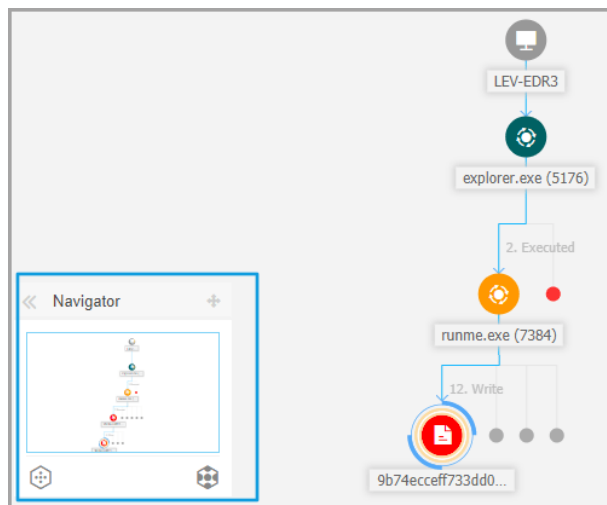 LEV-EDR3
explorer.exe (5176)
2. Executed
Navigator
runme.exe (7384)
12. Write
9b74ecceff733dd0...